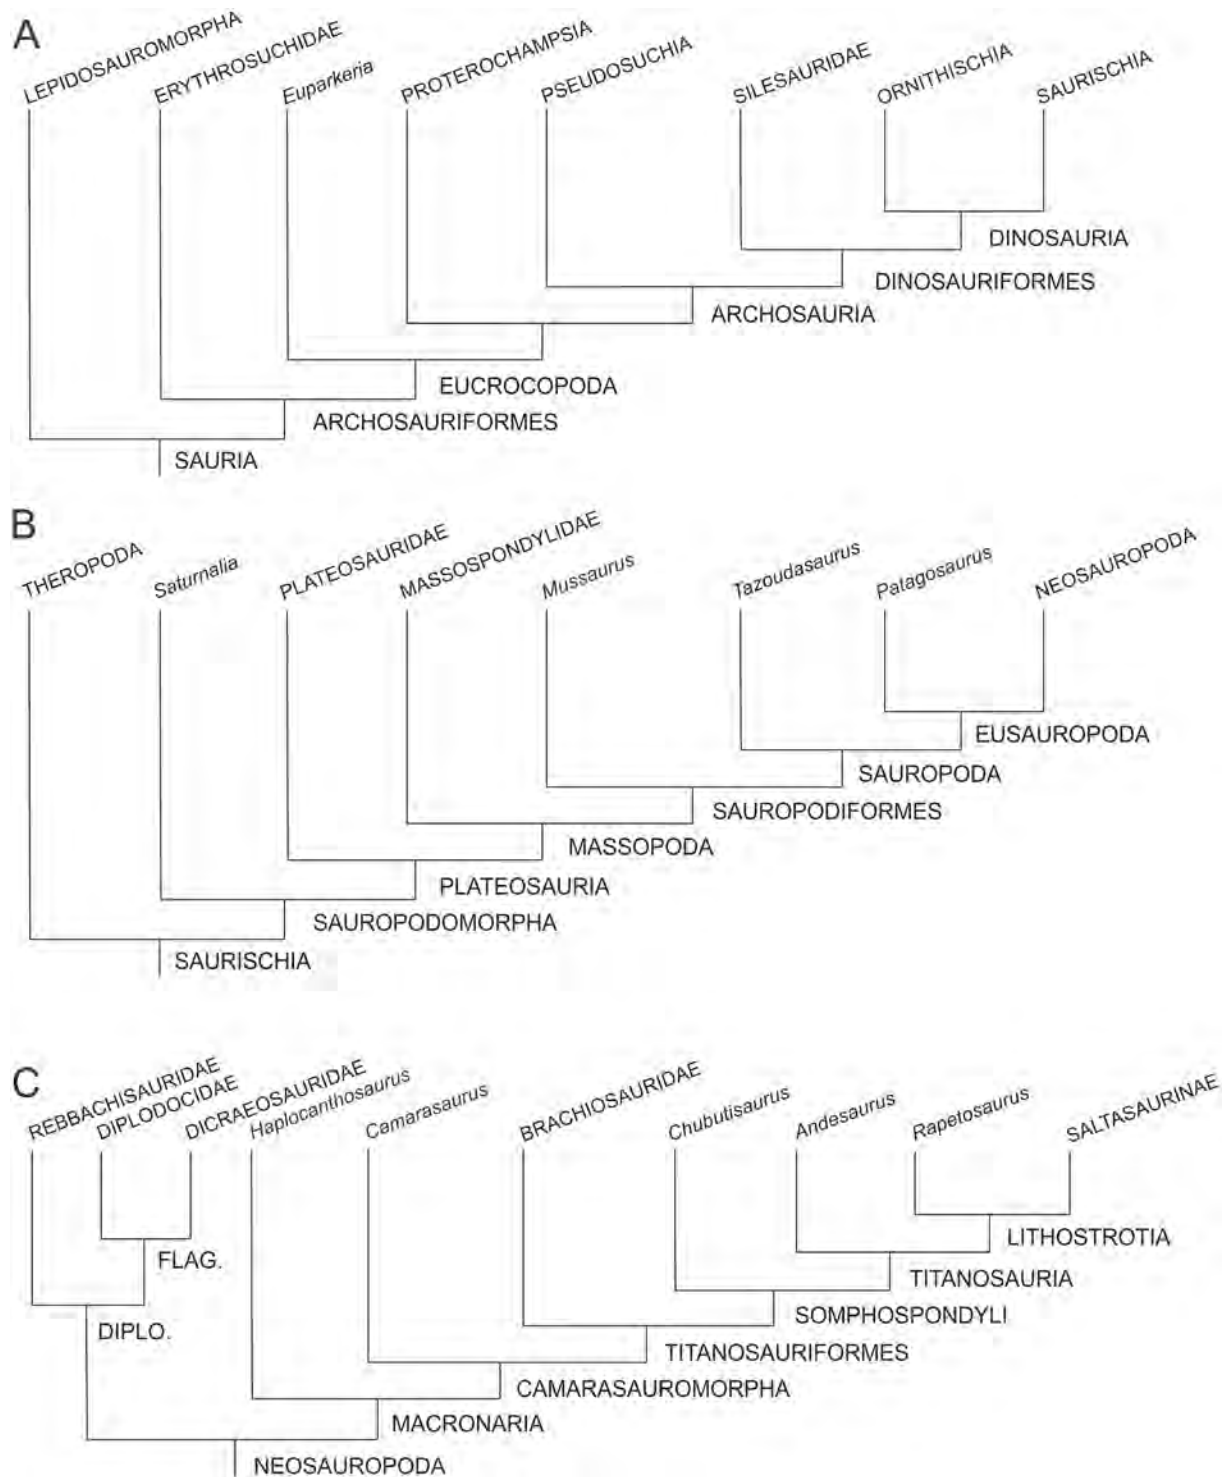 A
LEPIDOSAUROMORPHA
ERYTHROSUCHIDAE
Euparkeria
PROTEROCHAMPSIA
PSEUDOSUCHIA
SILESAURIDAE
ORNITHISCHIA
SAURISCHIA
DINOSAURIA
DINOSAURIFORMES
ARCHOSAURIA
EUCROCOPODA
ARCHOSAURIFORMES
SAURIA
B
THEROPODA
Saturnalia
PLATEOSAURIDAE
MASSOSPONDYLIDAE
Mussaurus
Tazoudasaurus
Patagosaurus
NEOSAUROPODA
EUSAUROPODA
SAUROPODA
SAUROPODIFORMES
MASSOPODA
PLATEOSAURIA
SAUROPODOMORPHA
SAURISCHIA
C
REBBACHISAURIDAE
DIPLODOCIDAE
DICRAEOSAURIDAE
Haplocanthosaurus
Camarasaurus
BRACHIOSAURIDAE
Chubutisaurus
Andesaurus
Rapetosaurus
SALTASAURINAE
LITHOSTROTIA
FLAG.
TITANOSAURIA
SOMPHOSPONDYLI
DIPLO.
TITANOSAURIFORMES
CAMARASAUROMORPHA
MACRONARIA
NEOSAUROPODA